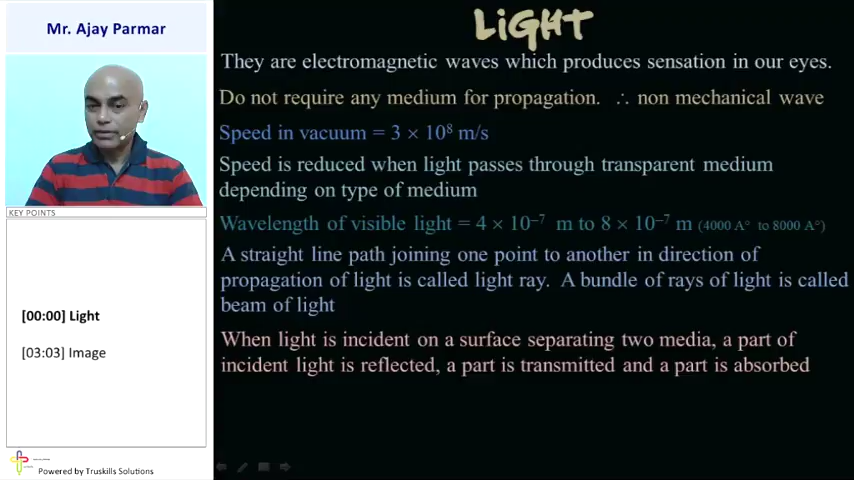 Mr. Ajay Parmar
KEY POINTS
[00:00] Light
[03:03] Image
Powered by Truskills Solutions
LiGHT
They are electromagnetic waves which produces sensation in our eyes.
Do not require any medium for propagation. ∴ non mechanical wave
Speed in vacuum = 3 × 10⁸ m/s
Speed is reduced when light passes through transparent medium
depending on type of medium
Wavelength of visible light = 4 × 10⁻⁷ m to 8 × 10⁻⁷ m (4000 A° to 8000 A°)
A straight line path joining one point to another in direction of
propagation of light is called light ray. A bundle of rays of light is called
beam of light
When light is incident on a surface separating two media, a part of
incident light is reflected, a part is transmitted and a part is absorbed